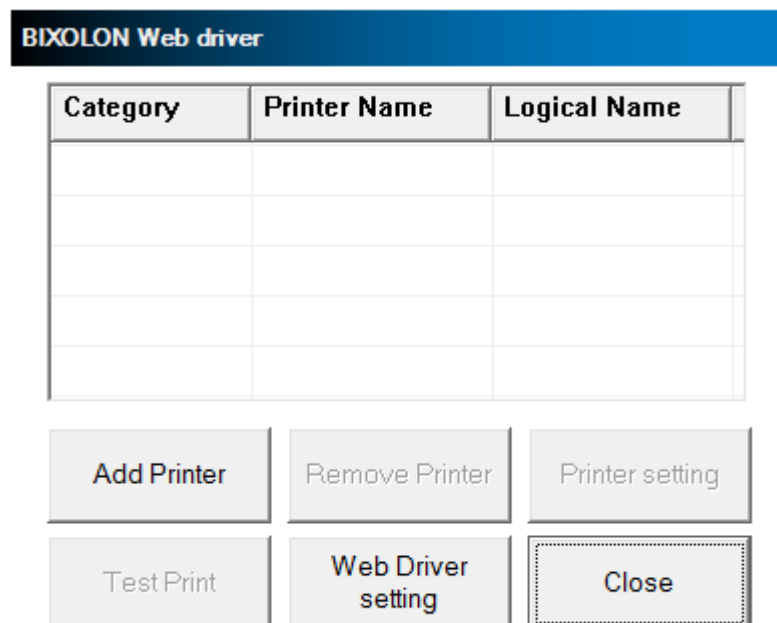 BIXOLON Web driver
Category Printer Name Logical Name
Add Printer Remove Printer Printer setting
Test Print Web Driver setting Close